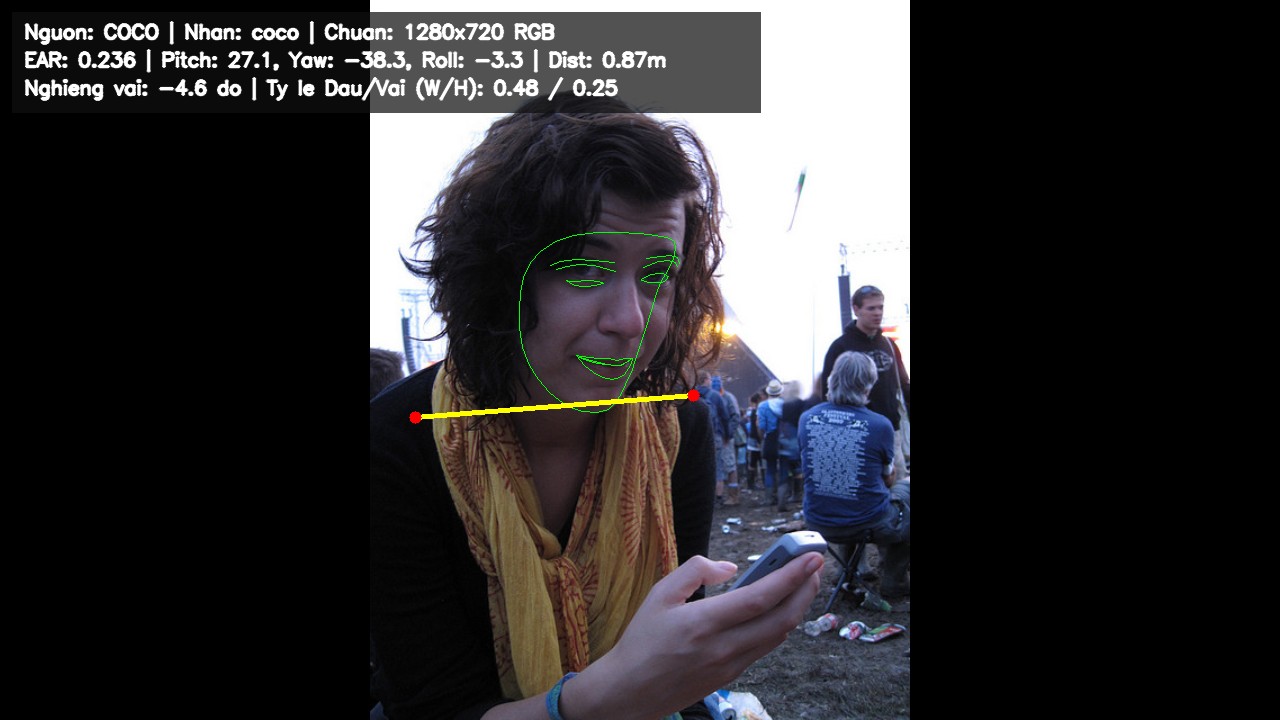 Nguon: COCO | Nhan: coco | Chuan: 1280x720 RGB
EAR: 0.236 | Pitch: 27.1, Yaw: -38.3, Roll: -3.3 | Dist: 0.87m
Nghieng vai: -4.6 do | Ty le Dau/Vai (W/H): 0.48 / 0.25